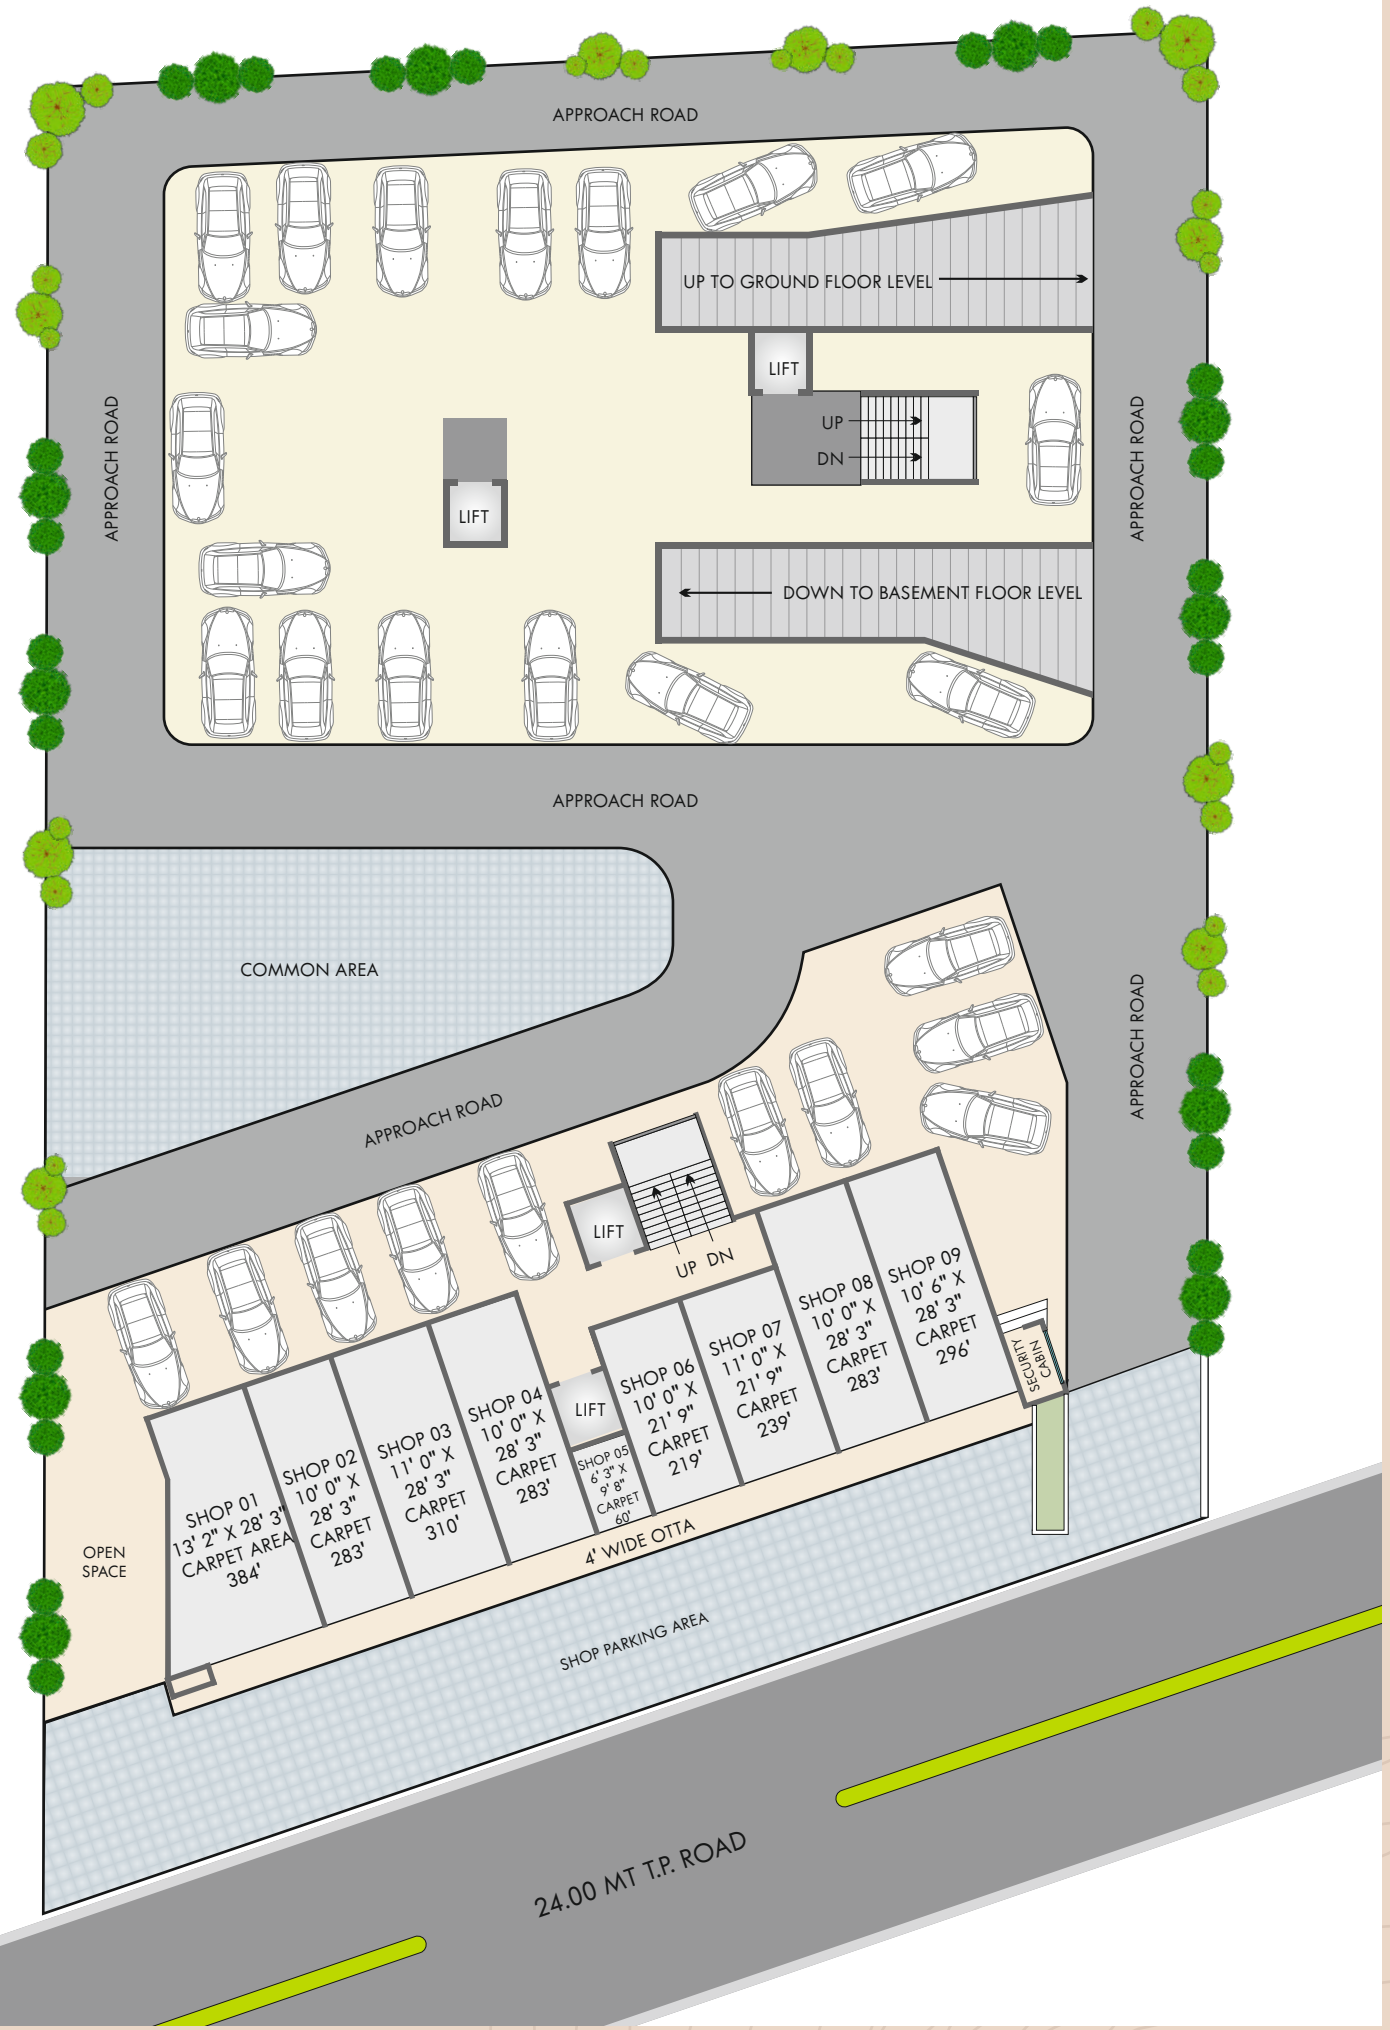 APPROACH ROAD
UP TO GROUND FLOOR LEVEL
LIFT
UP
DN
APPROACH ROAD
APPROACH ROAD
LIFT
DOWN TO BASEMENT FLOOR LEVEL
APPROACH ROAD
COMMON AREA
APPROACH ROAD
APPROACH ROAD
LIFT
UP DN
SHOP 01
13' 2" X 28' 3"
CARPET AREA
384'
SHOP 02
10' 0" X
28' 3"
CARPET
283'
SHOP 03
11' 0" X
28' 3"
CARPET
310'
SHOP 04
10' 0" X
28' 3"
CARPET
283'
LIFT
SHOP 05
6' 3" X
9' 8"
CARPET
60'
SHOP 06
10' 0" X
21' 9"
CARPET
219'
SHOP 07
11' 0" X
21' 9"
CARPET
239'
SHOP 08
10' 0" X
28' 3"
CARPET
283'
SHOP 09
10' 6" X
28' 3"
CARPET
296'
SECURITY
CABIN
OPEN
SPACE
4' WIDE OTTA
SHOP PARKING AREA
24.00 MT T.P. ROAD